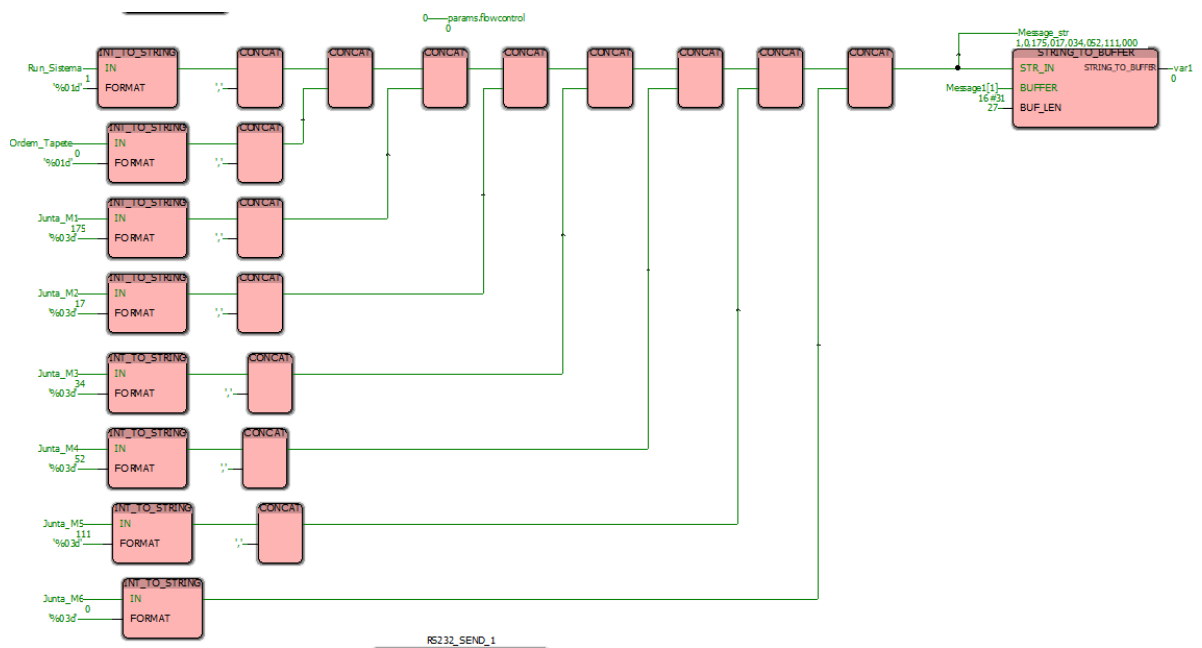 0 params.flowcontrol
0
Message_str
1,0,175,017,034,052,111,000
INT_TO_STRING CONCAT CONCAT CONCAT CONCAT CONCAT CONCAT CONCAT CONCAT STRING_TO_BUFFER
Run_Sistema IN STR_IN STRING_TO_BUFFER var1
1 0
'%01d' FORMAT ',' Message1[1] BUFFER
16#31
27 BUF_LEN
INT_TO_STRING CONCAT
Ordem_Tapete IN
0
'%01d' FORMAT ','
INT_TO_STRING CONCAT
Junta_M1 IN
175
'%03d' FORMAT ','
INT_TO_STRING CONCAT
Junta_M2 IN
17
'%03d' FORMAT ','
INT_TO_STRING CONCAT
Junta_M3 IN
34
'%03d' FORMAT ','
INT_TO_STRING CONCAT
Junta_M4 IN
52
'%03d' FORMAT ','
INT_TO_STRING CONCAT
Junta_M5 IN
111
'%03d' FORMAT ','
INT_TO_STRING
Junta_M6 IN
0
'%03d' FORMAT
RS232_SEND_1